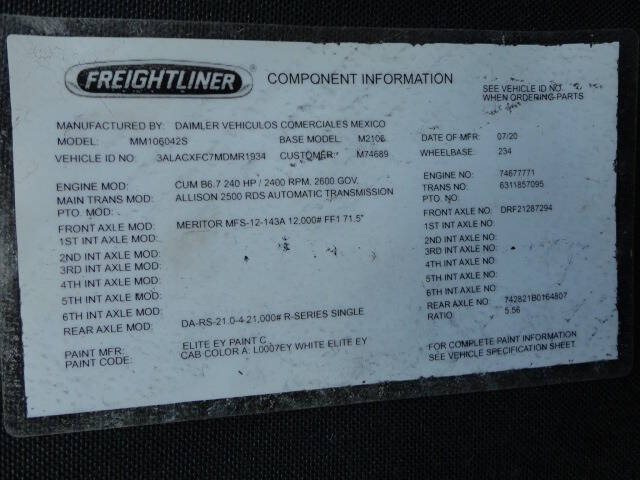 FREIGHTLINER
COMPONENT INFORMATION
SEE VEHICLE ID NO.
WHEN ORDERING PARTS
MANUFACTURED BY: DAIMLER VEHICULOS COMERCIALES MEXICO
MODEL: MM106042S BASE MODEL: M2106 DATE OF MFR: 07/20
VEHICLE ID NO: 3ALACXFC7MDMR1934 CUSTOMER: M74689 WHEELBASE: 234
ENGINE MOD: CUM B6.7 240 HP / 2400 RPM, 2600 GOV. ENGINE NO: 74677771
MAIN TRANS MOD: ALLISON 2500 RDS AUTOMATIC TRANSMISSION TRANS NO: 6311857095
PTO. MOD: PTO. NO:
FRONT AXLE MOD: MERITOR MFS-12-143A 12,000# FF1 71.5" FRONT AXLE NO: DRF21287294
1ST INT AXLE MOD: 1ST INT AXLE NO:
2ND INT AXLE MOD: 2ND INT AXLE NO:
3RD INT AXLE MOD: 3RD INT AXLE NO:
4TH INT AXLE MOD: 4TH INT AXLE NO:
5TH INT AXLE MOD: 5TH INT AXLE NO:
6TH INT AXLE MOD: 6TH INT AXLE NO:
REAR AXLE MOD: DA-RS-21.0-4 21,000# R-SERIES SINGLE REAR AXLE NO: 742821B0164807
RATIO: 5.56
PAINT MFR: ELITE EY PAINT C, FOR COMPLETE PAINT INFORMATION
PAINT CODE: CAB COLOR A: L0007EY WHITE ELITE EY SEE VEHICLE SPECIFICATION SHEET.